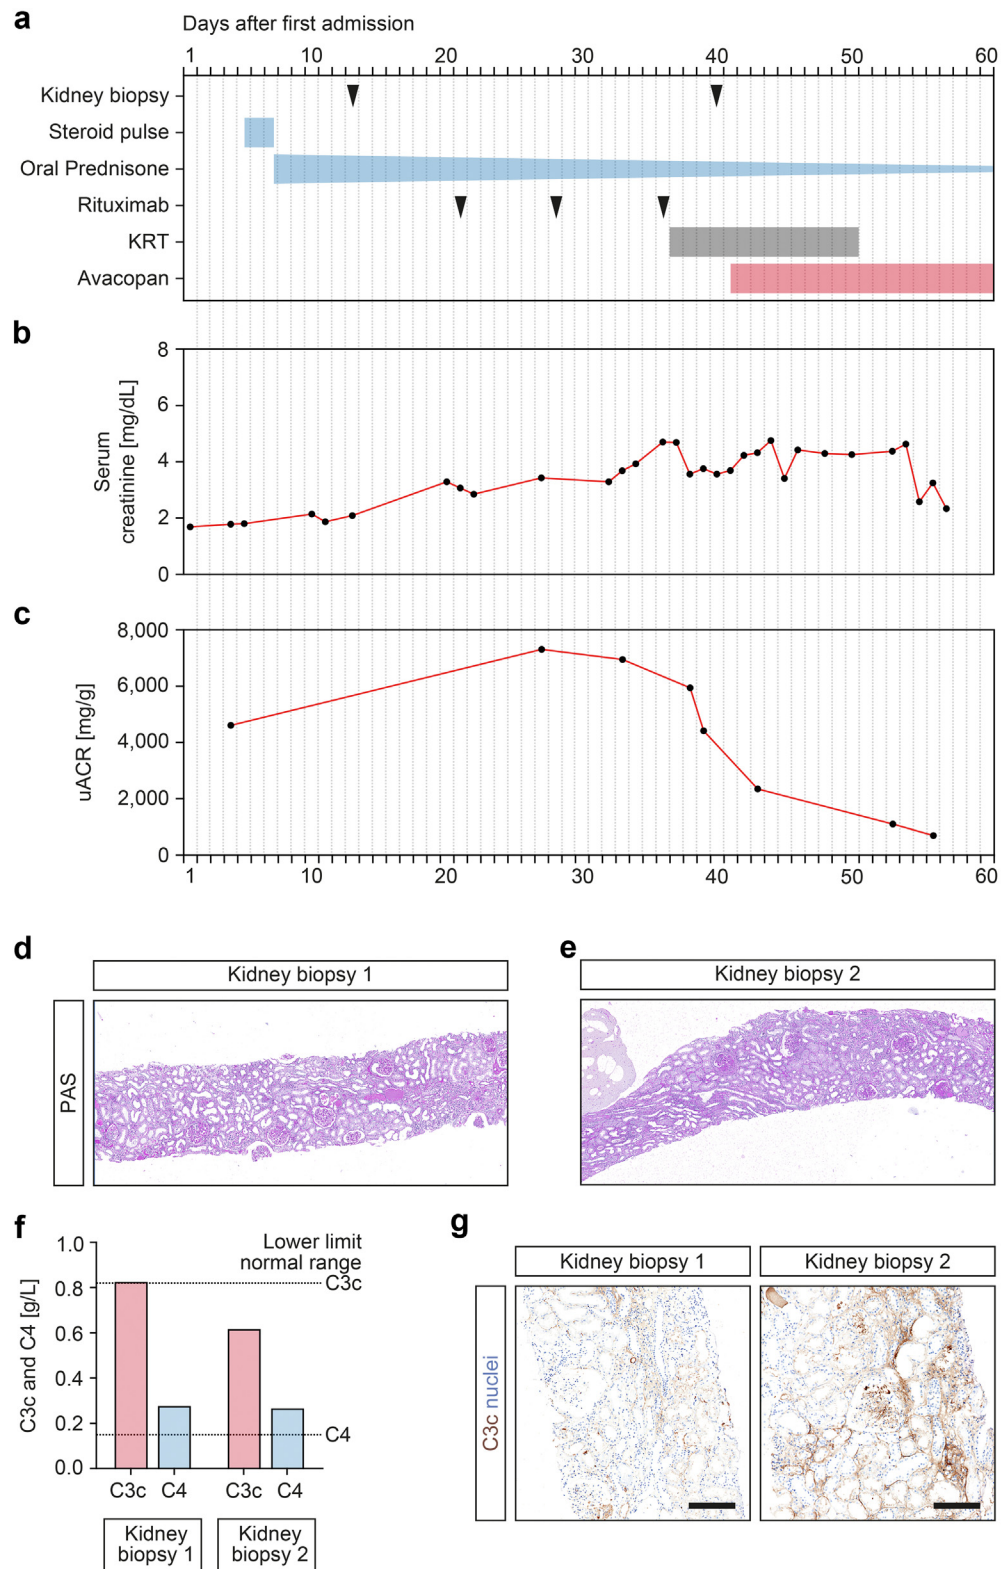 a
Days after first admission
1 10 20 30 40 50 60
Kidney biopsy
Steroid pulse
Oral Prednisone
Rituximab
KRT
Avacopan
b
8
6
4
2
0
Serum
creatinine [mg/dL]
c
8,000
6,000
4,000
2,000
0
uACR [mg/g]
1 10 20 30 40 50 60
d
Kidney biopsy 1
PAS
e
Kidney biopsy 2
f
1.0
0.8
0.6
0.4
0.2
0.0
C3c and C4 [g/L]
Lower limit
normal range
C3c
C4
C3c C4 C3c C4
Kidney
biopsy 1
Kidney
biopsy 2
g
Kidney biopsy 1
Kidney biopsy 2
C3c nuclei